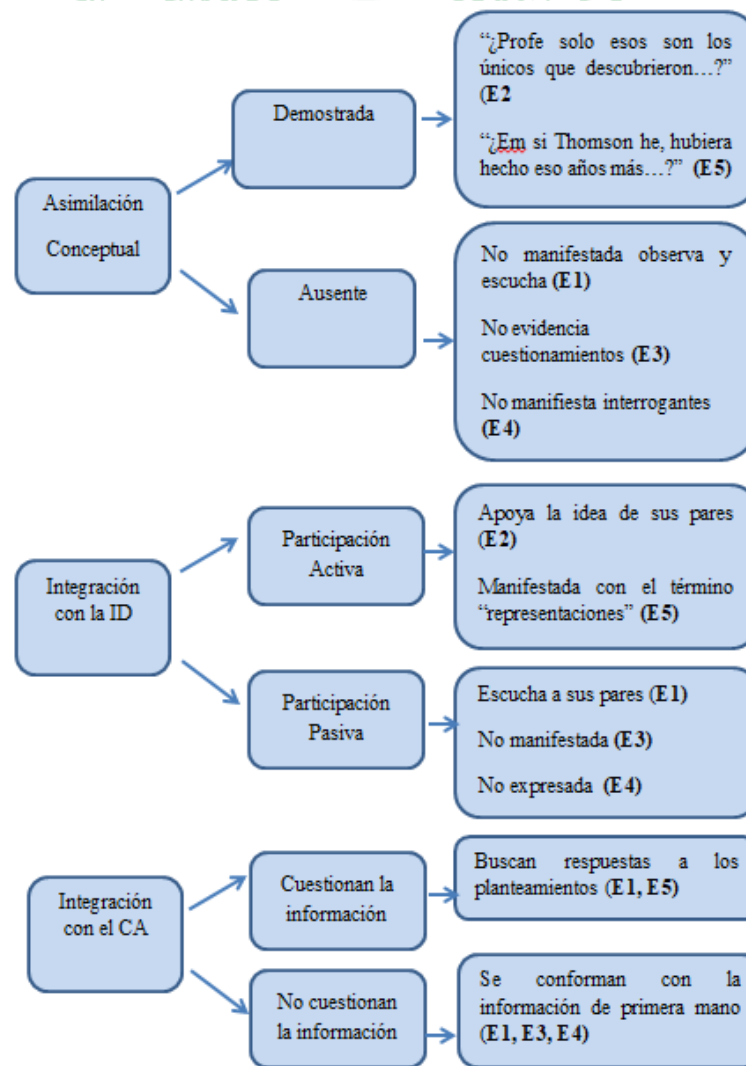 Asimilación
Conceptual
Demostrada
“¿Profe solo esos son los
únicos que descubrieron…?”
(E2
“¿Em si Thomson he, hubiera
hecho eso años más…?” (E5)
Ausente
No manifestada observa y
escucha (E1)
No evidencia
cuestionamientos (E3)
No manifiesta interrogantes
(E4)
Integración
con la ID
Participación
Activa
Apoya la idea de sus pares
(E2)
Manifestada con el término
“representaciones” (E5)
Participación
Pasiva
Escucha a sus pares (E1)
No manifestada (E3)
No expresada (E4)
Integración
con el CA
Cuestionan la
información
Buscan respuestas a los
planteamientos (E1, E5)
No cuestionan
la información
Se conforman con la
información de primera mano
(E1, E3, E4)